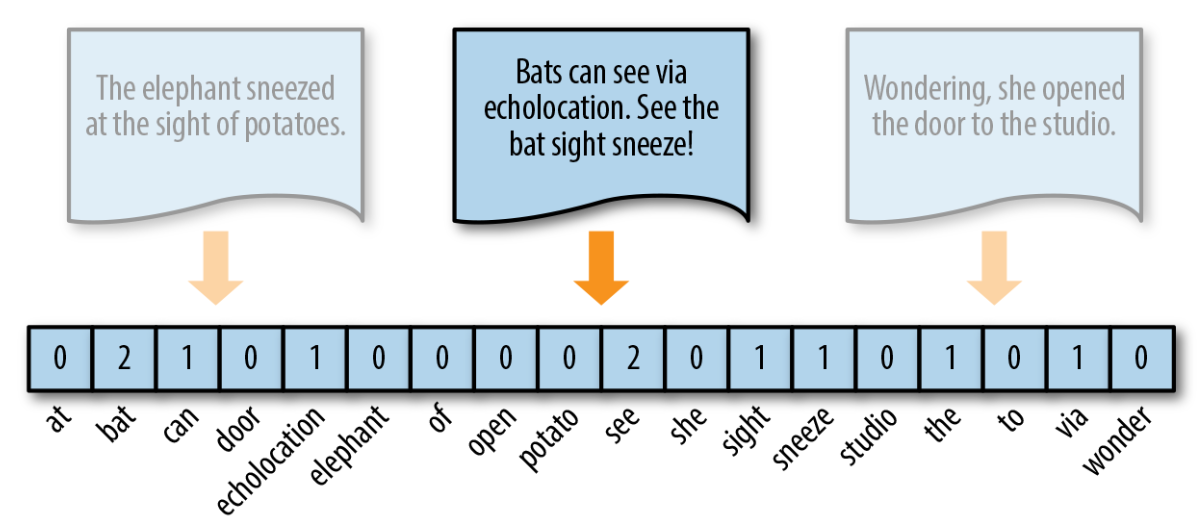 The elephant sneezed
at the sight of potatoes.
Bats can see via
echolocation. See the
bat sight sneeze!
Wondering, she opened
the door to the studio.
0 2 1 0 1 0 0 0 0 2 0 1 1 0 1 0 1 0
at bat can door echolocation elephant of open potato see she sight sneeze studio the to via wonder